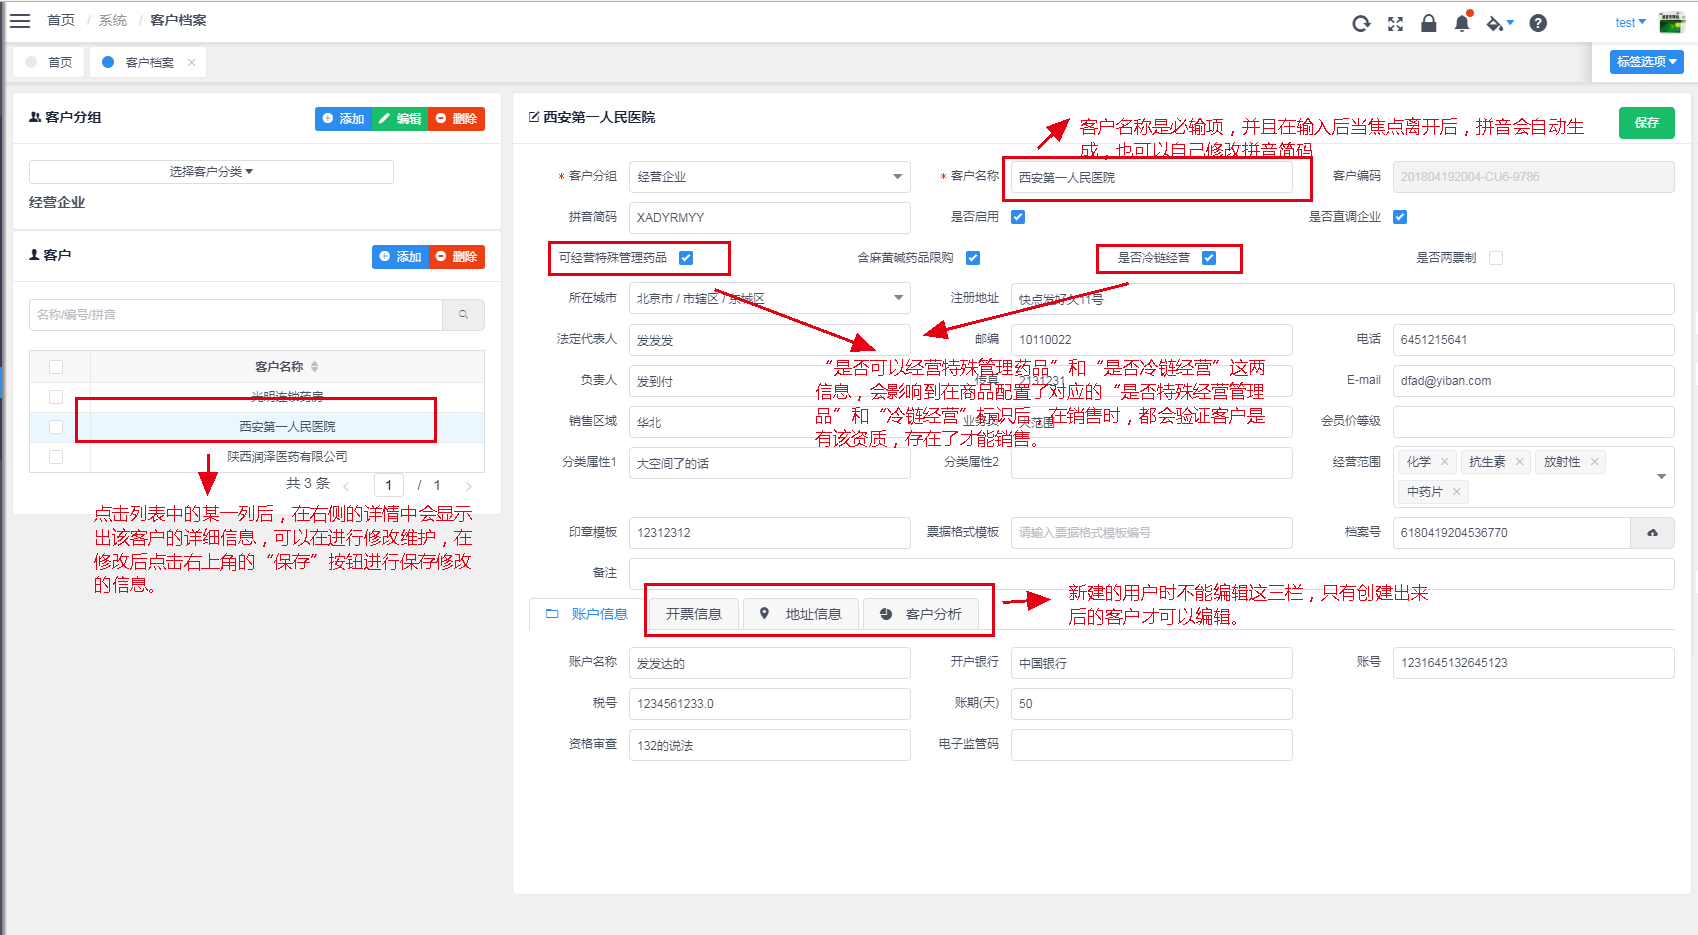 首页 / 系统 / 客户档案
test
首页
客户档案 ×
标签选项
客户分组
添加
编辑
删除
选择客户分类
经营企业
客户
添加
删除
名称/编号/拼音
客户名称
光明连锁药房
西安第一人民医院
陕西润泽医药有限公司
共 3 条
1 / 1
点击列表中的某一列后，在右侧的详情中会显示
出该客户的详细信息，可以在进行修改维护，在
修改后点击右上角的“保存”按钮进行保存修改
的信息。
西安第一人民医院
保存
客户名称是必输项，并且在输入后当焦点离开后，拼音会自动生
成，也可以自己修改拼音简码
* 客户分组 经营企业
* 客户名称 西安第一人民医院
客户编码 201804192004-CU6-9786
拼音简码 XADYRMYY
是否启用
是否直调企业
可经营特殊管理药品
含麻黄碱药品限购
是否冷链经营
是否两票制
所在城市 北京市 / 市辖区 / 东城区
注册地址 快点发好久11号
法定代表人 发发发
邮编 10110022
电话 6451215641
“是否可以经营特殊管理药品”和“是否冷链经营”这两
信息，会影响到在商品配置了对应的“是否特殊经营管理
品”和“冷链经营”标识后，在销售时，都会验证客户是
有该资质，存在了才能销售。
负责人 发到付
传真 2131231
E-mail dfad@yiban.com
销售区域 华北
业务员
范围
会员价等级
分类属性1 大空间了的话
分类属性2
经营范围 化学 × 抗生素 × 放射性 ×
中药片 ×
印章模板 12312312
票据格式模板 请输入票据格式模板编号
档案号 6180419204536770
备注
新建的用户时不能编辑这三栏，只有创建出来
后的客户才可以编辑。
账户信息
开票信息
地址信息
客户分析
账户名称 发发达的
开户银行 中国银行
账号 1231645132645123
税号 1234561233.0
账期(天) 50
资格审查 132的说法
电子监管码